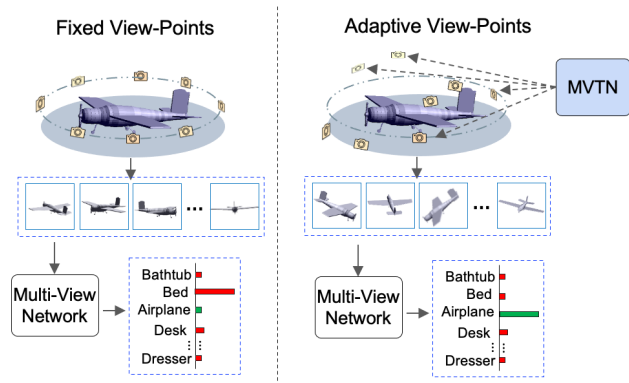 Fixed View-Points
Adaptive View-Points
MVTN
Multi-View
Network
Bathtub
Bed
Airplane
Desk
Dresser
Multi-View
Network
Bathtub
Bed
Airplane
Desk
Dresser